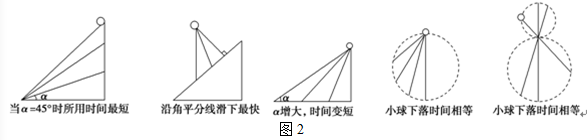 α
当α=45°时所用时间最短
沿角平分线滑下最快
α
α增大，时间变短
小球下落时间相等
小球下落时间相等
图2